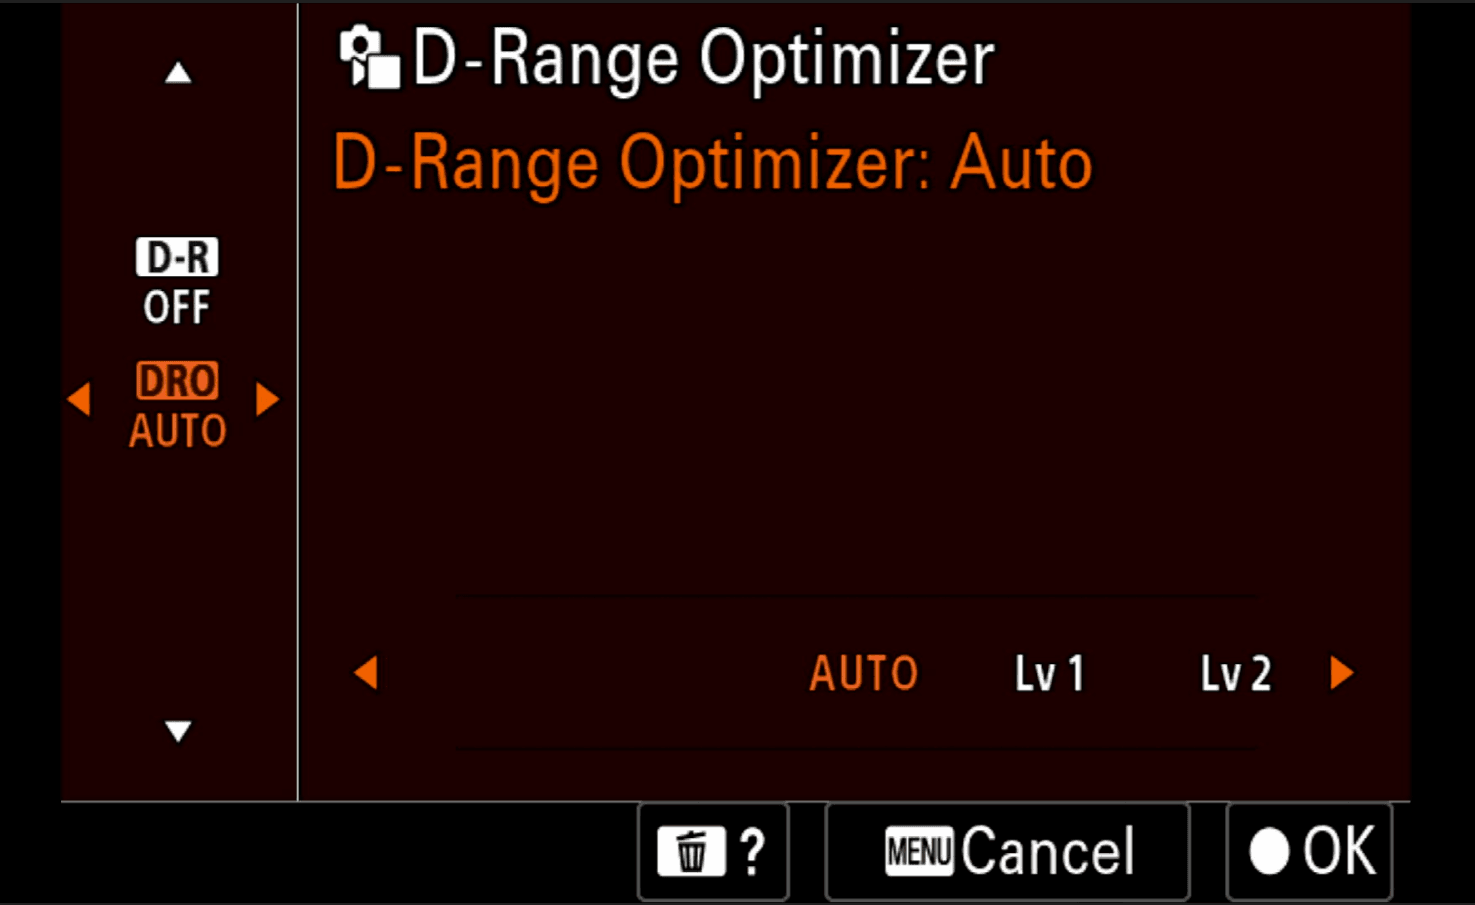 D-Range Optimizer
D-Range Optimizer: Auto
D-R
OFF
DRO
AUTO
AUTO Lv 1 Lv 2
? MENU Cancel OK